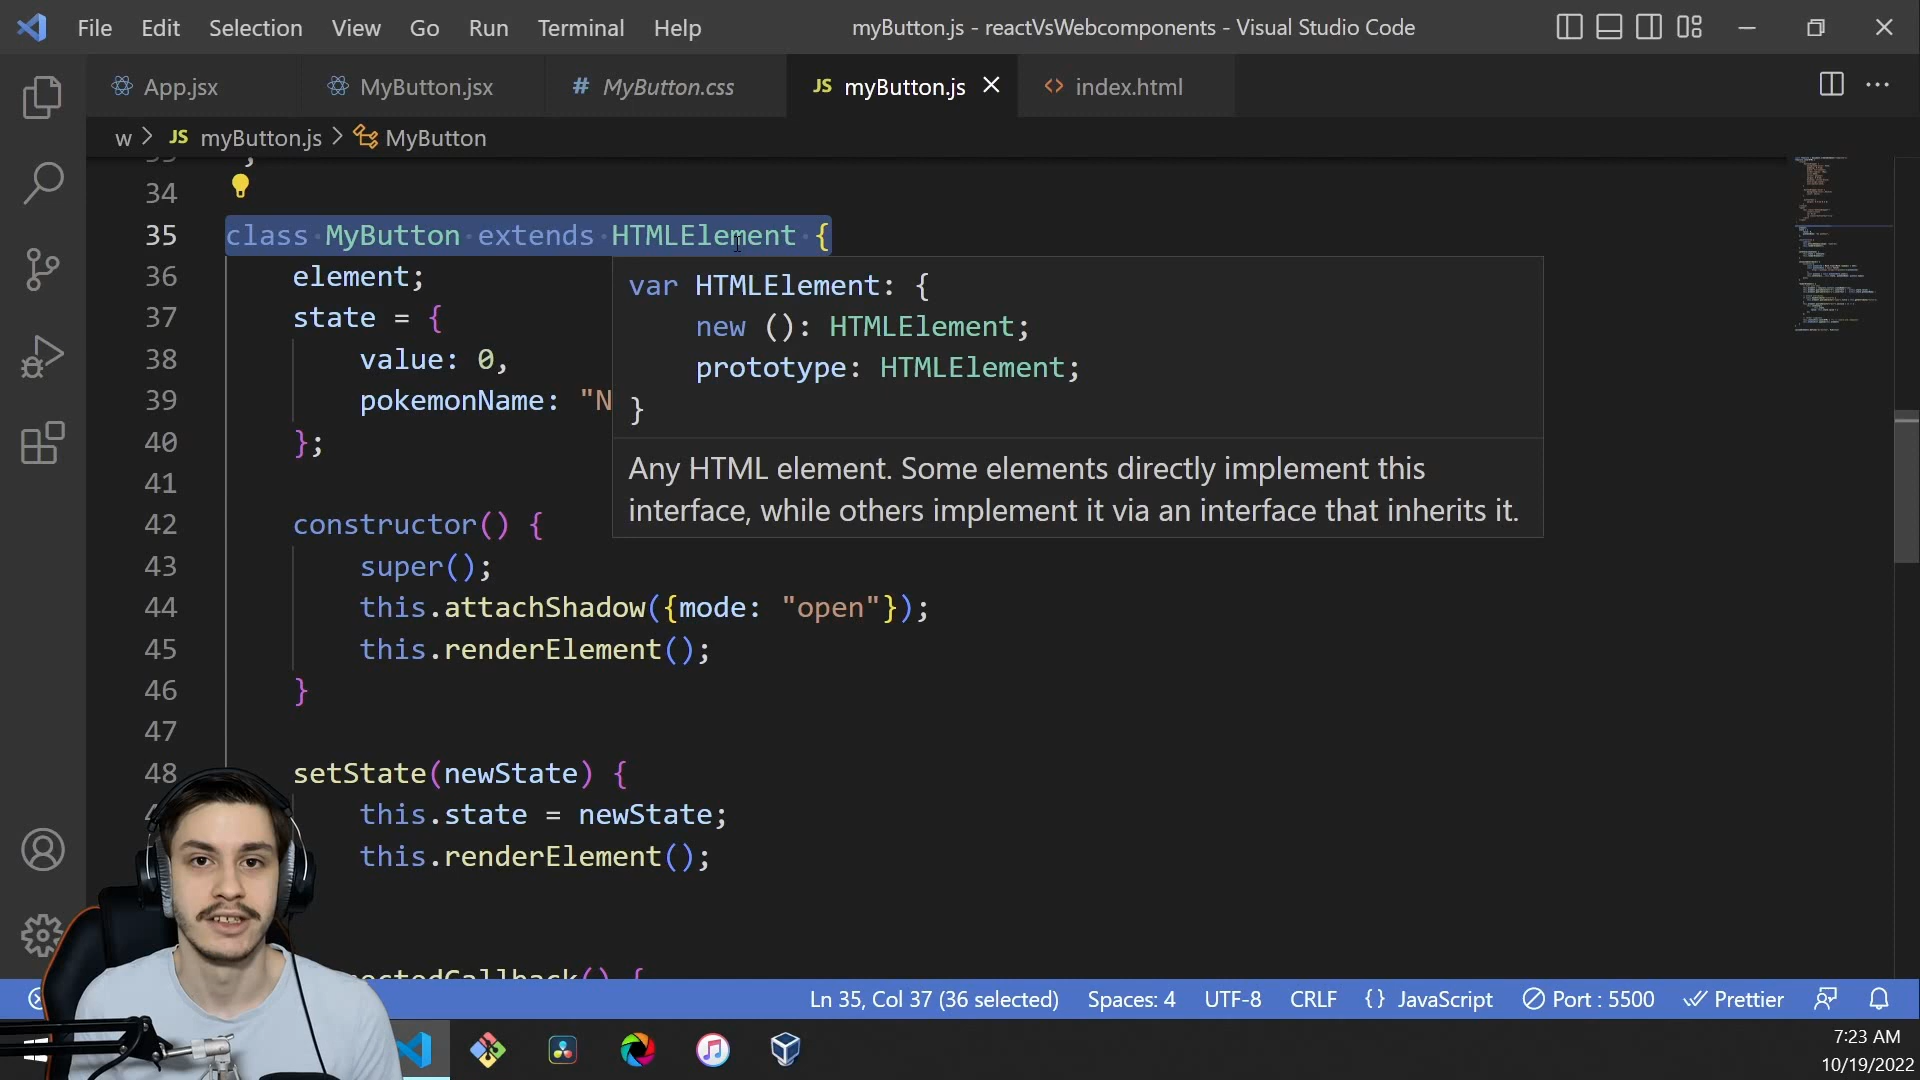 File Edit Selection View Go Run Terminal Help myButton.js - reactVsWebcomponents - Visual Studio Code
App.jsx MyButton.jsx # MyButton.css JS myButton.js <> index.html
w > JS myButton.js > MyButton
34
35 class MyButton extends HTMLElement {
36 element;
37 state = {
38 value: 0,
39 pokemonName: "N
40 };
41
42 constructor() {
43 super();
44 this.attachShadow({mode: "open"});
45 this.renderElement();
46 }
47
48 setState(newState) {
this.state = newState;
this.renderElement();
var HTMLElement: {
new (): HTMLElement;
prototype: HTMLElement;
}
Any HTML element. Some elements directly implement this
interface, while others implement it via an interface that inherits it.
Ln 35, Col 37 (36 selected) Spaces: 4 UTF-8 CRLF {} JavaScript Port : 5500 Prettier
7:23 AM
10/19/2022